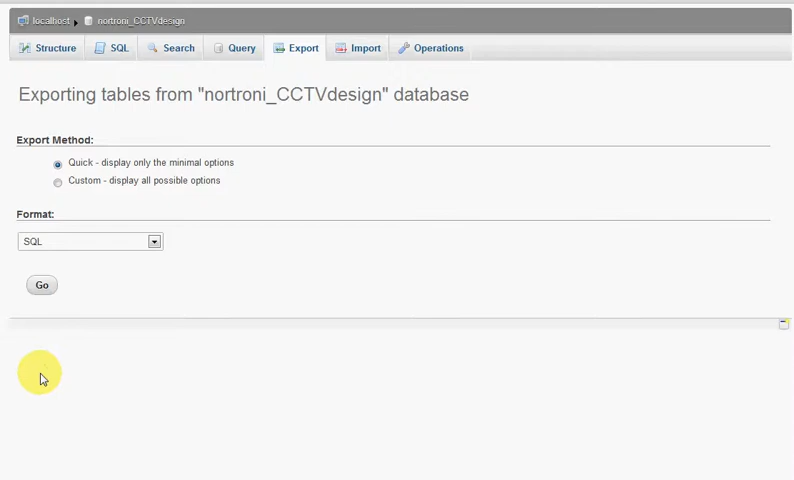 localhost ▸ nortroni_CCTVdesign
Structure SQL Search Query Export Import Operations
Exporting tables from "nortroni_CCTVdesign" database
Export Method:
Quick - display only the minimal options
Custom - display all possible options
Format:
SQL
Go